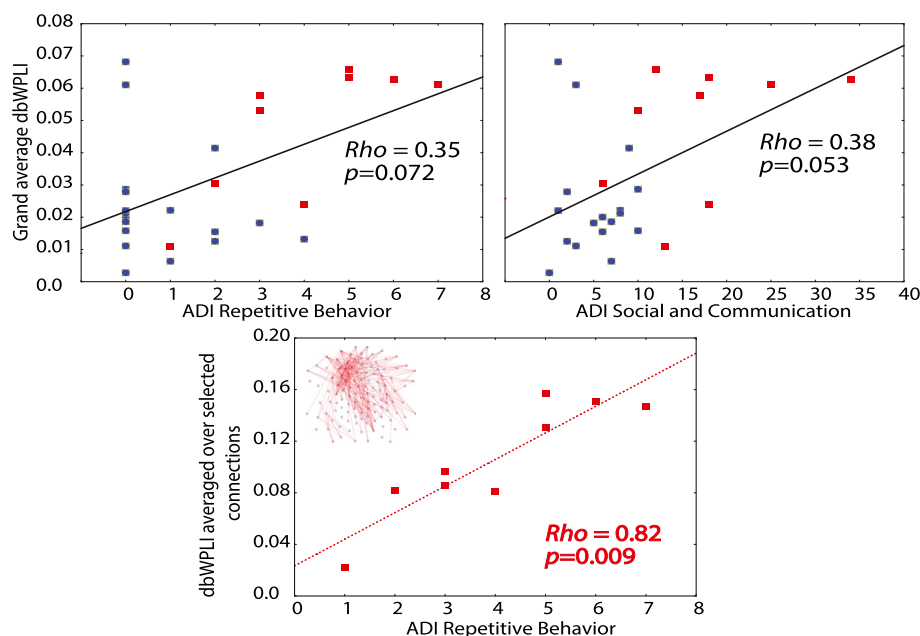 0.08
0.07
0.06
0.05
0.04
0.03
0.02
0.01
0.0
Grand average dbWPLI
Rho = 0.35
p=0.072
0 1 2 3 4 5 6 7 8
ADI Repetitive Behavior
Rho = 0.38
p=0.053
0 5 10 15 20 25 30 35 40
ADI Social and Communication
0.20
0.16
0.12
0.08
0.04
0.0
dbWPLI averaged over selected
connections
Rho = 0.82
p=0.009
0 1 2 3 4 5 6 7 8
ADI Repetitive Behavior